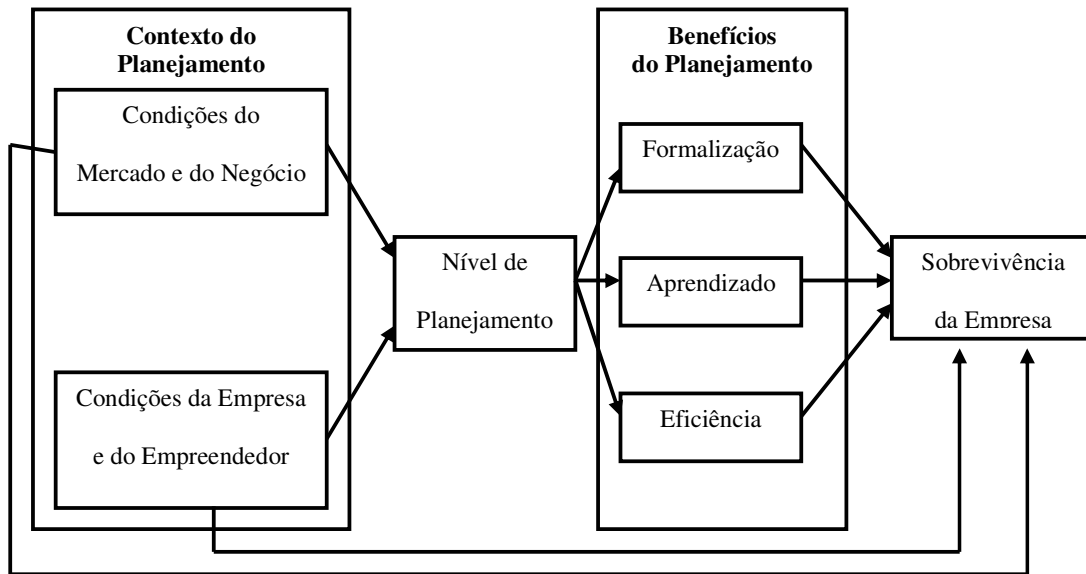 Contexto do
Planejamento
Condições do
Mercado e do Negócio
Condições da Empresa
e do Empreendedor
Nível de
Planejamento
Benefícios
do Planejamento
Formalização
Aprendizado
Eficiência
Sobrevivência
da Empresa